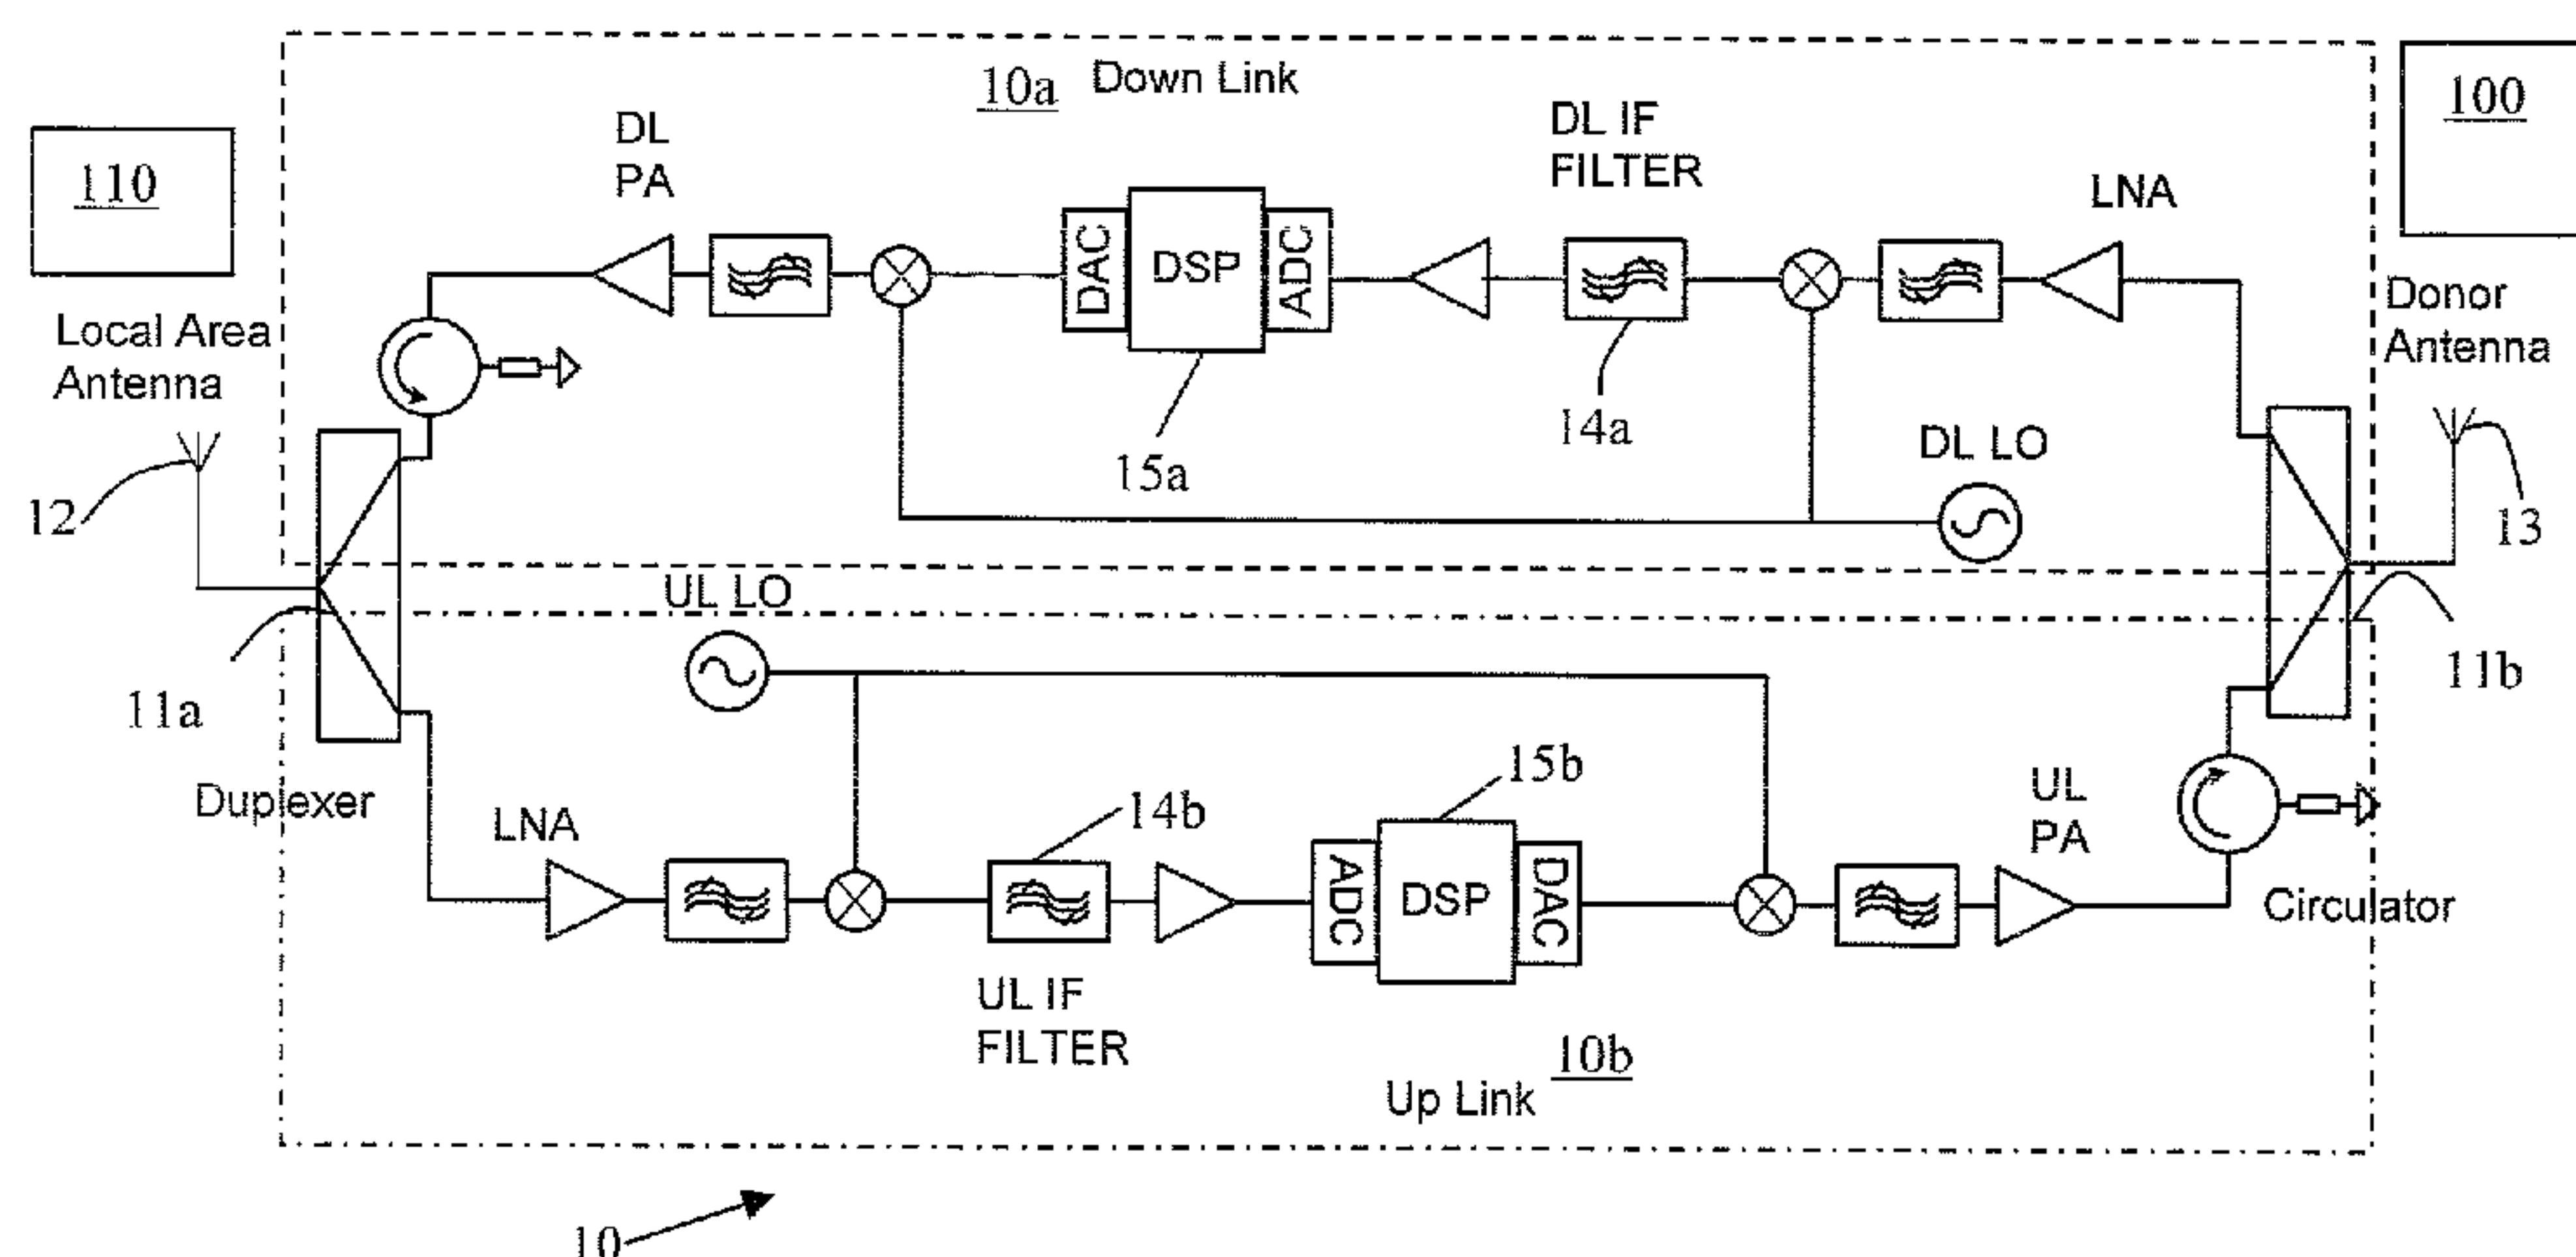 10a Down Link
100
110
DL
PA
DL IF
FILTER
LNA
DAC
DSP
ADC
Local Area
Antenna
Donor
Antenna
12
15a
14a
DL LO
13
UL LO
11a
11b
Duplexer
LNA
14b
15b
UL
PA
ADC
DSP
DAC
Circulator
UL IF
FILTER
10b
Up Link
10